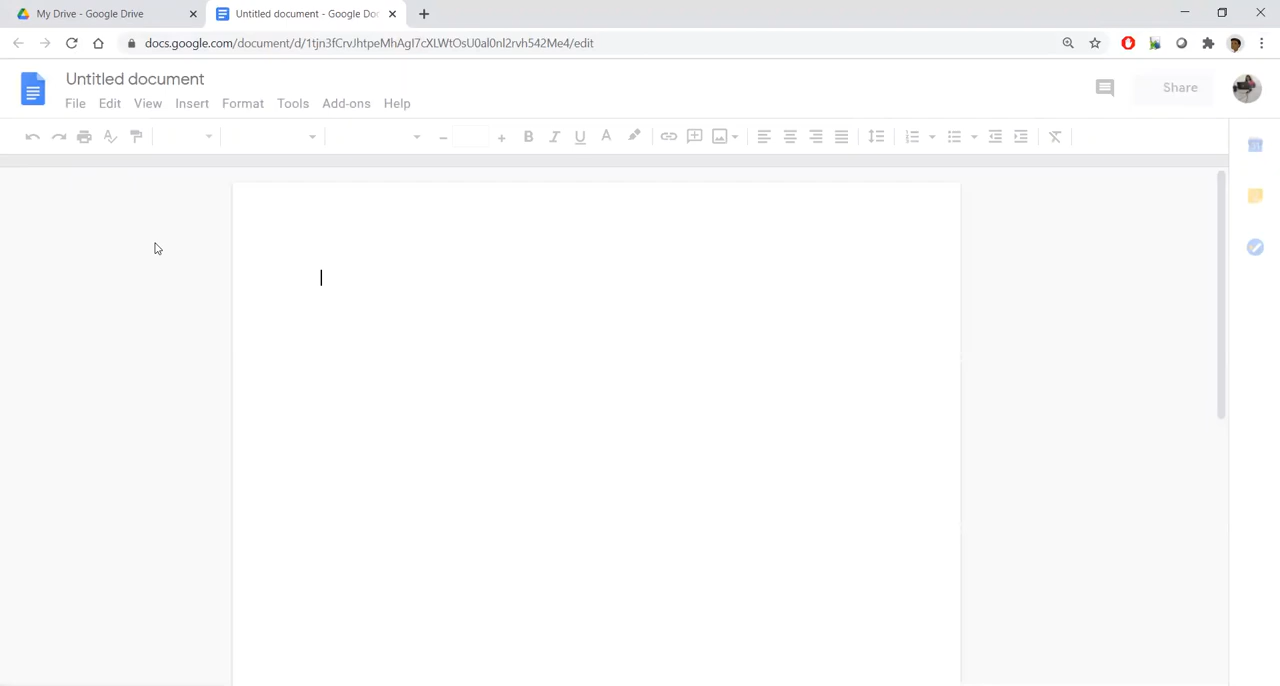 My Drive - Google Drive
Untitled document - Google Do
docs.google.com/document/d/1tjn3fCrvJhtpeMhAgI7cXLWtOsU0al0nl2rvh542Me4/edit
Untitled document
Share
File Edit View Insert Format Tools Add-ons Help